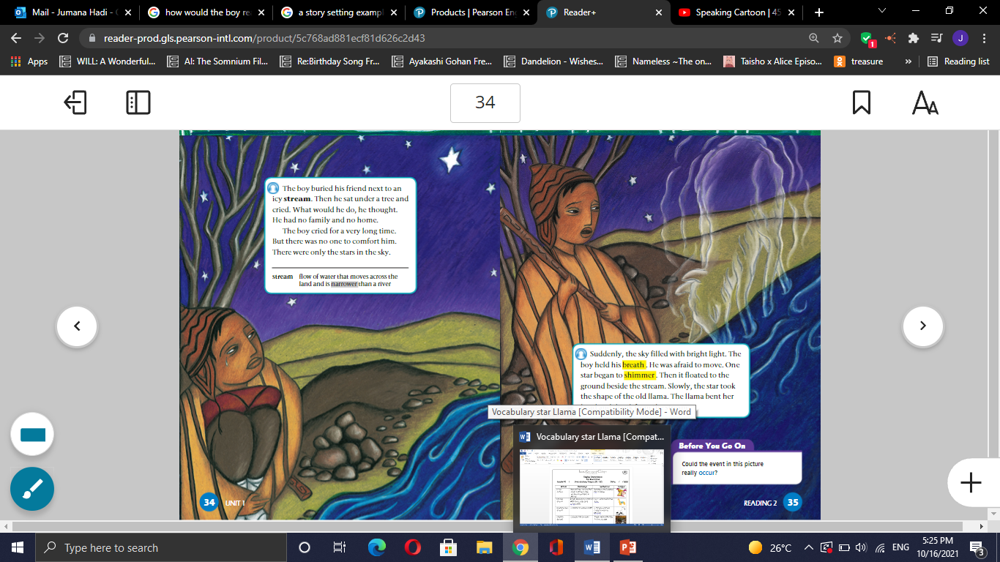 Mail - Jumana Hadi -
how would the boy re
a story setting exampl
Products | Pearson En
Reader+
Speaking Cartoon | 45
reader-prod.gls.pearson-intl.com/product/5c768ad881ecf81d626c2d43
1
J
Apps
WILL: A Wonderful...
AI: The Somnium Fil...
Re:Birthday Song Fr...
Ayakashi Gohan Fre...
Dandelion - Wishes...
Nameless ~The on...
Taisho x Alice Episo...
treasure
»
Reading list
34
AA
The boy buried his friend next to an
icy stream. Then he sat under a tree and
cried. What would he do, he thought.
He had no family and no home.
The boy cried for a very long time.
But there was no one to comfort him.
There were only the stars in the sky.
stream flow of water that moves across the
land and is narrower than a river
34 UNIT 1
Suddenly, the sky filled with bright light. The
boy held his breath. He was afraid to move. One
star began to shimmer. Then it floated to the
ground beside the stream. Slowly, the star took
the shape of the old llama. The llama bent her
Vocabulary star Llama [Compatibility Mode] - Word
Vocabulary star Llama [Compat...
Before You Go On
Could the event in this picture
really occur?
READING 2 35
Type here to search
26°C
ENG
5:25 PM
10/16/2021
3